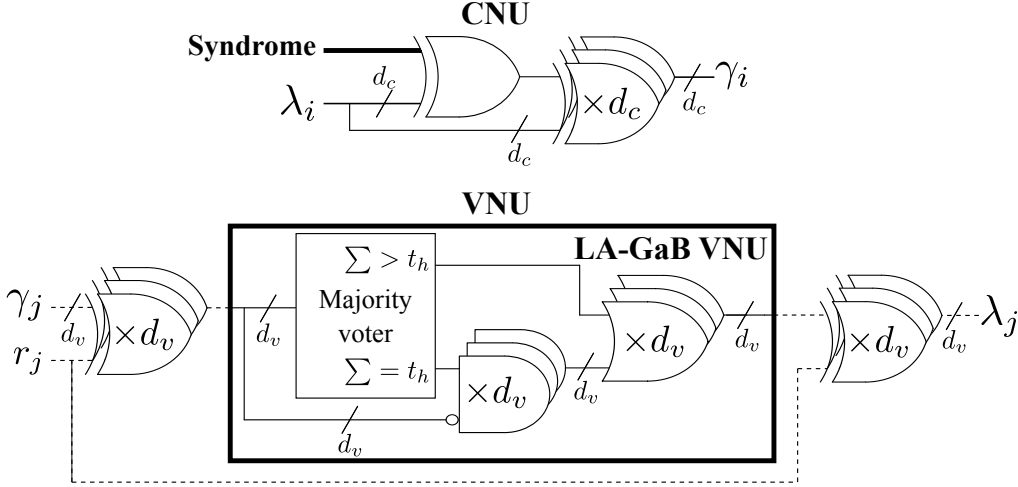 CNU
Syndrome
d_c
λ_i
×d_c
γ_i
d_c
d_c
VNU
LA-GaB VNU
∑ > t_h
Majority
voter
∑ = t_h
γ_j
d_v
r_j
×d_v
d_v
×d_v
d_v
d_v
×d_v
d_v
×d_v
d_v
λ_j